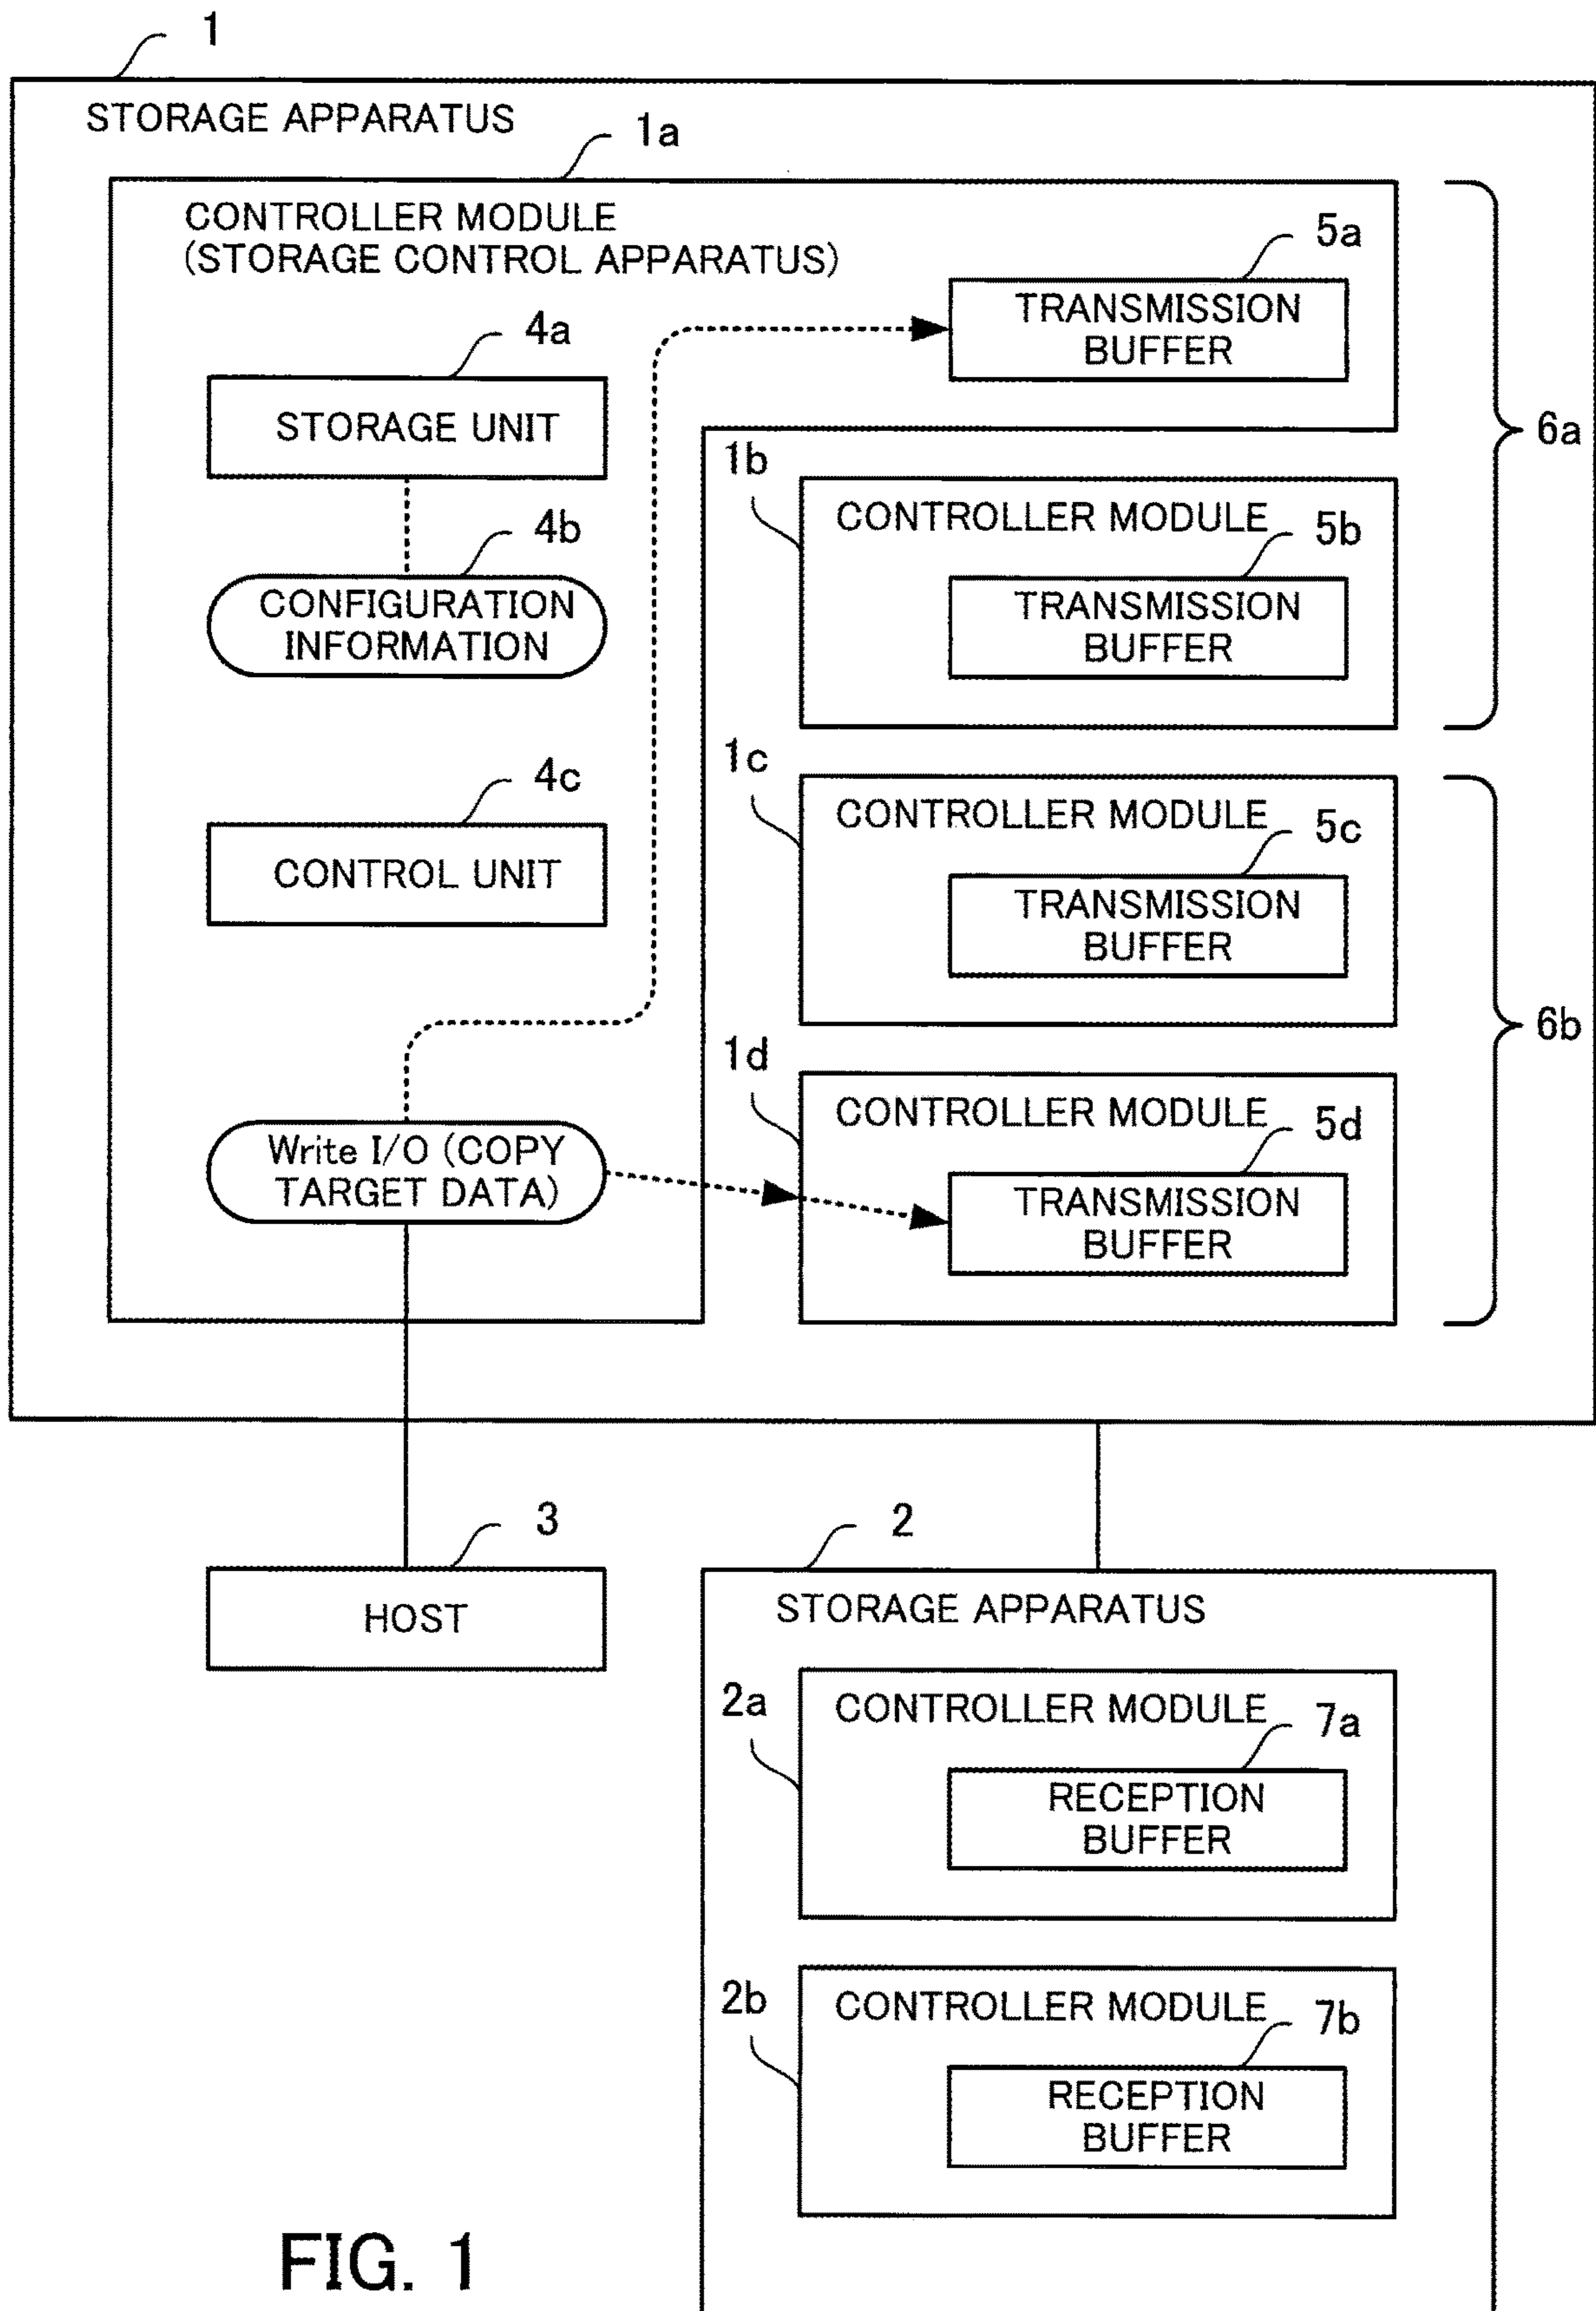 1
STORAGE APPARATUS
1a
CONTROLLER MODULE
(STORAGE CONTROL APPARATUS)
5a
TRANSMISSION
BUFFER
4a
STORAGE UNIT
6a
1b
CONTROLLER MODULE
5b
TRANSMISSION
BUFFER
4b
CONFIGURATION
INFORMATION
1c
CONTROLLER MODULE
5c
TRANSMISSION
BUFFER
4c
CONTROL UNIT
6b
1d
CONTROLLER MODULE
5d
TRANSMISSION
BUFFER
Write I/O (COPY
TARGET DATA)
3
HOST
2
STORAGE APPARATUS
2a
CONTROLLER MODULE
7a
RECEPTION
BUFFER
2b
CONTROLLER MODULE
7b
RECEPTION
BUFFER
FIG. 1